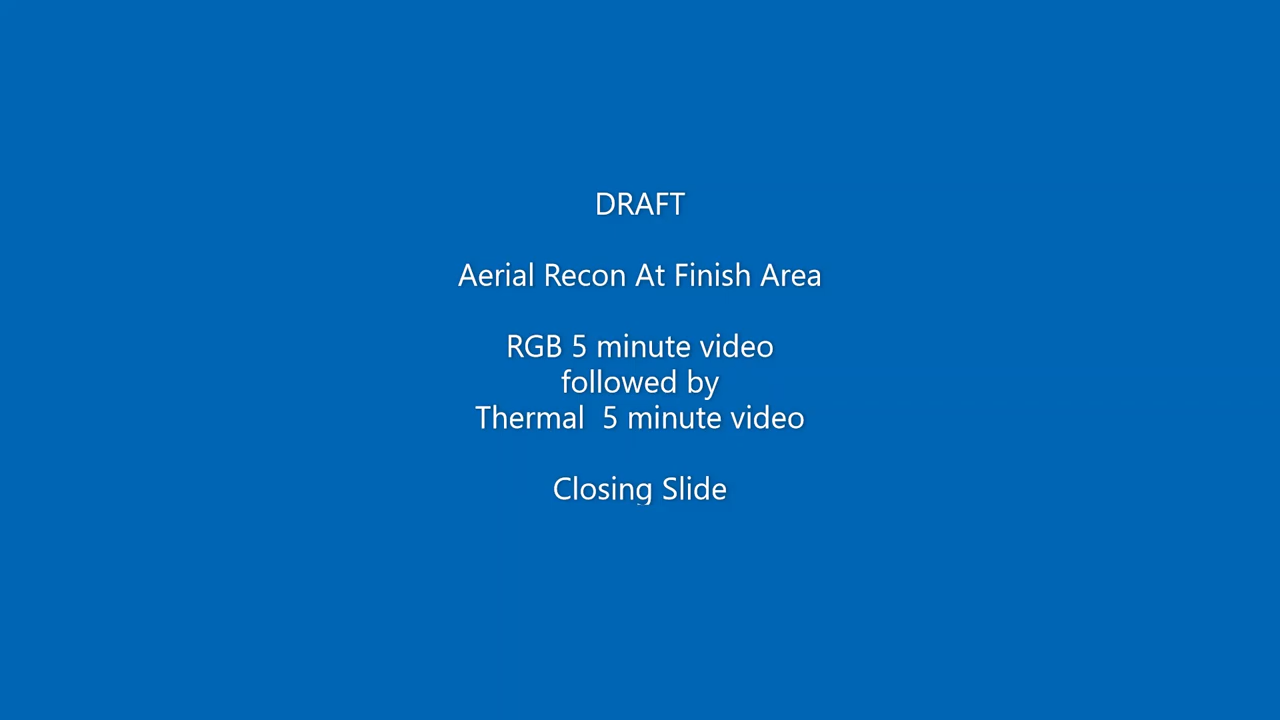 DRAFT
Aerial Recon At Finish Area
RGB 5 minute video
followed by
Thermal  5 minute video
Closing Slide